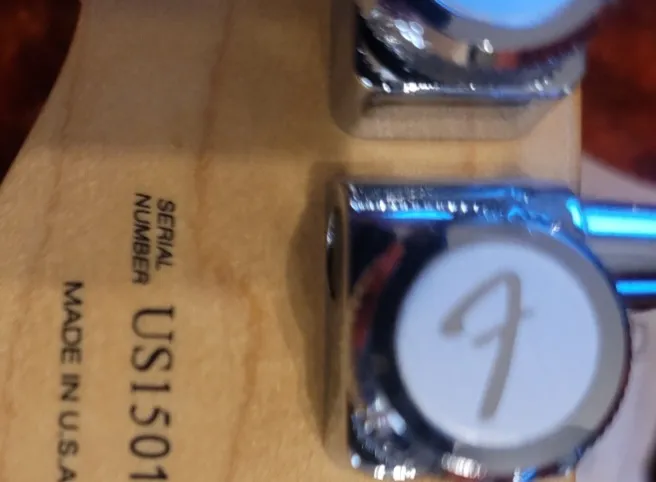 SERIAL
NUMBER US1501
MADE IN U.S.A
F